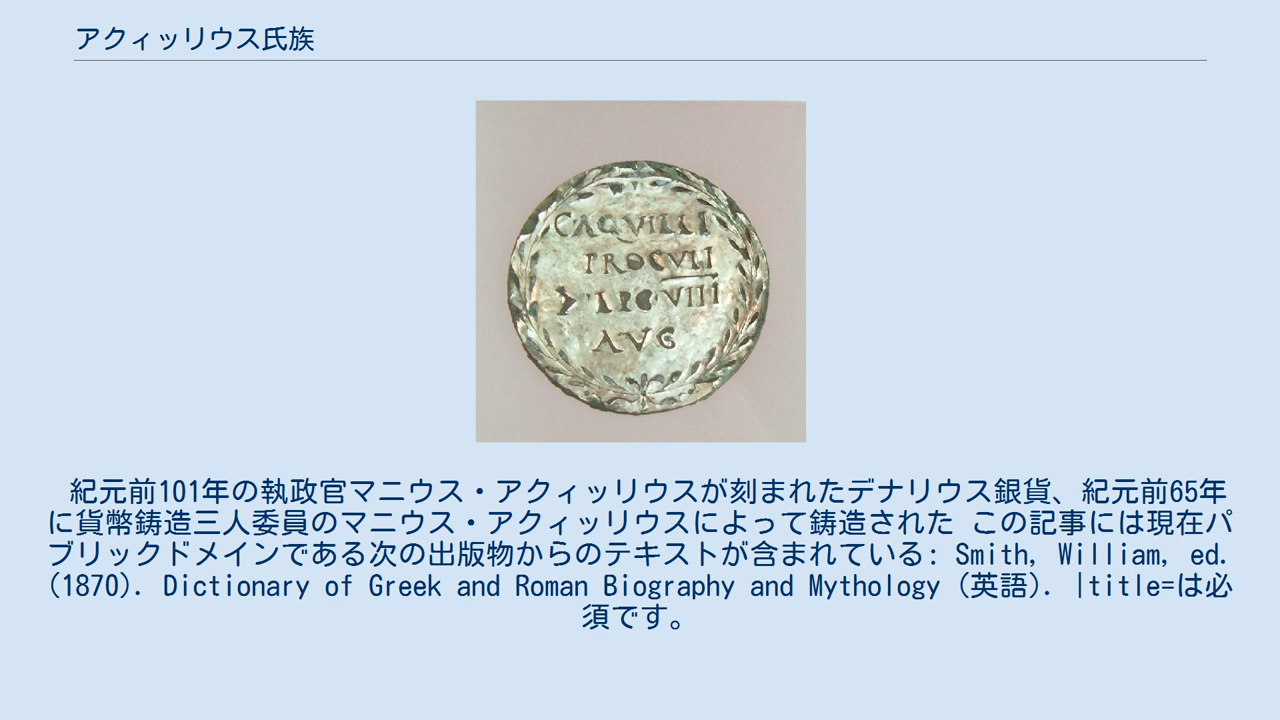 アクィッリウス氏族
CAQVILLI
PROCVLI
LEG VIII
AVG
紀元前101年の執政官マニウス・アクィッリウスが刻まれたデナリウス銀貨、紀元前65年
に貨幣鋳造三人委員のマニウス・アクィッリウスによって鋳造された この記事には現在パ
ブリックドメインである次の出版物からのテキストが含まれている: Smith, William, ed.
(1870). Dictionary of Greek and Roman Biography and Mythology (英語). |title=は必
須です。